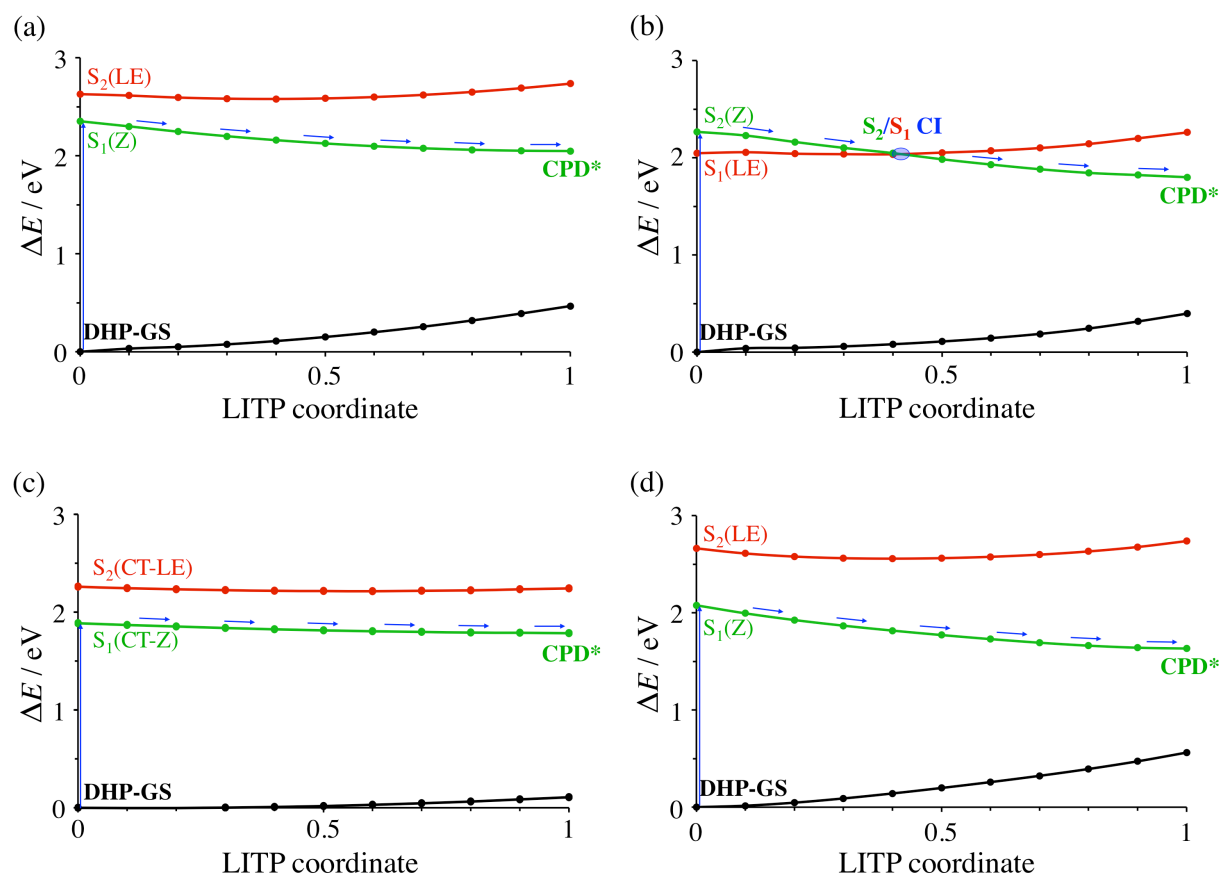 (a)
3
2
1
0
ΔE / eV
S₂(LE)
S₁(Z)
CPD*
DHP-GS
0
0.5
1
LITP coordinate
(b)
3
2
1
0
ΔE / eV
S₂(Z)
S₁(LE)
S₂/S₁ CI
CPD*
DHP-GS
0
0.5
1
LITP coordinate
(c)
3
2
1
0
ΔE / eV
S₂(CT-LE)
S₁(CT-Z)
CPD*
DHP-GS
0
0.5
1
LITP coordinate
(d)
3
2
1
0
ΔE / eV
S₂(LE)
S₁(Z)
CPD*
DHP-GS
0
0.5
1
LITP coordinate